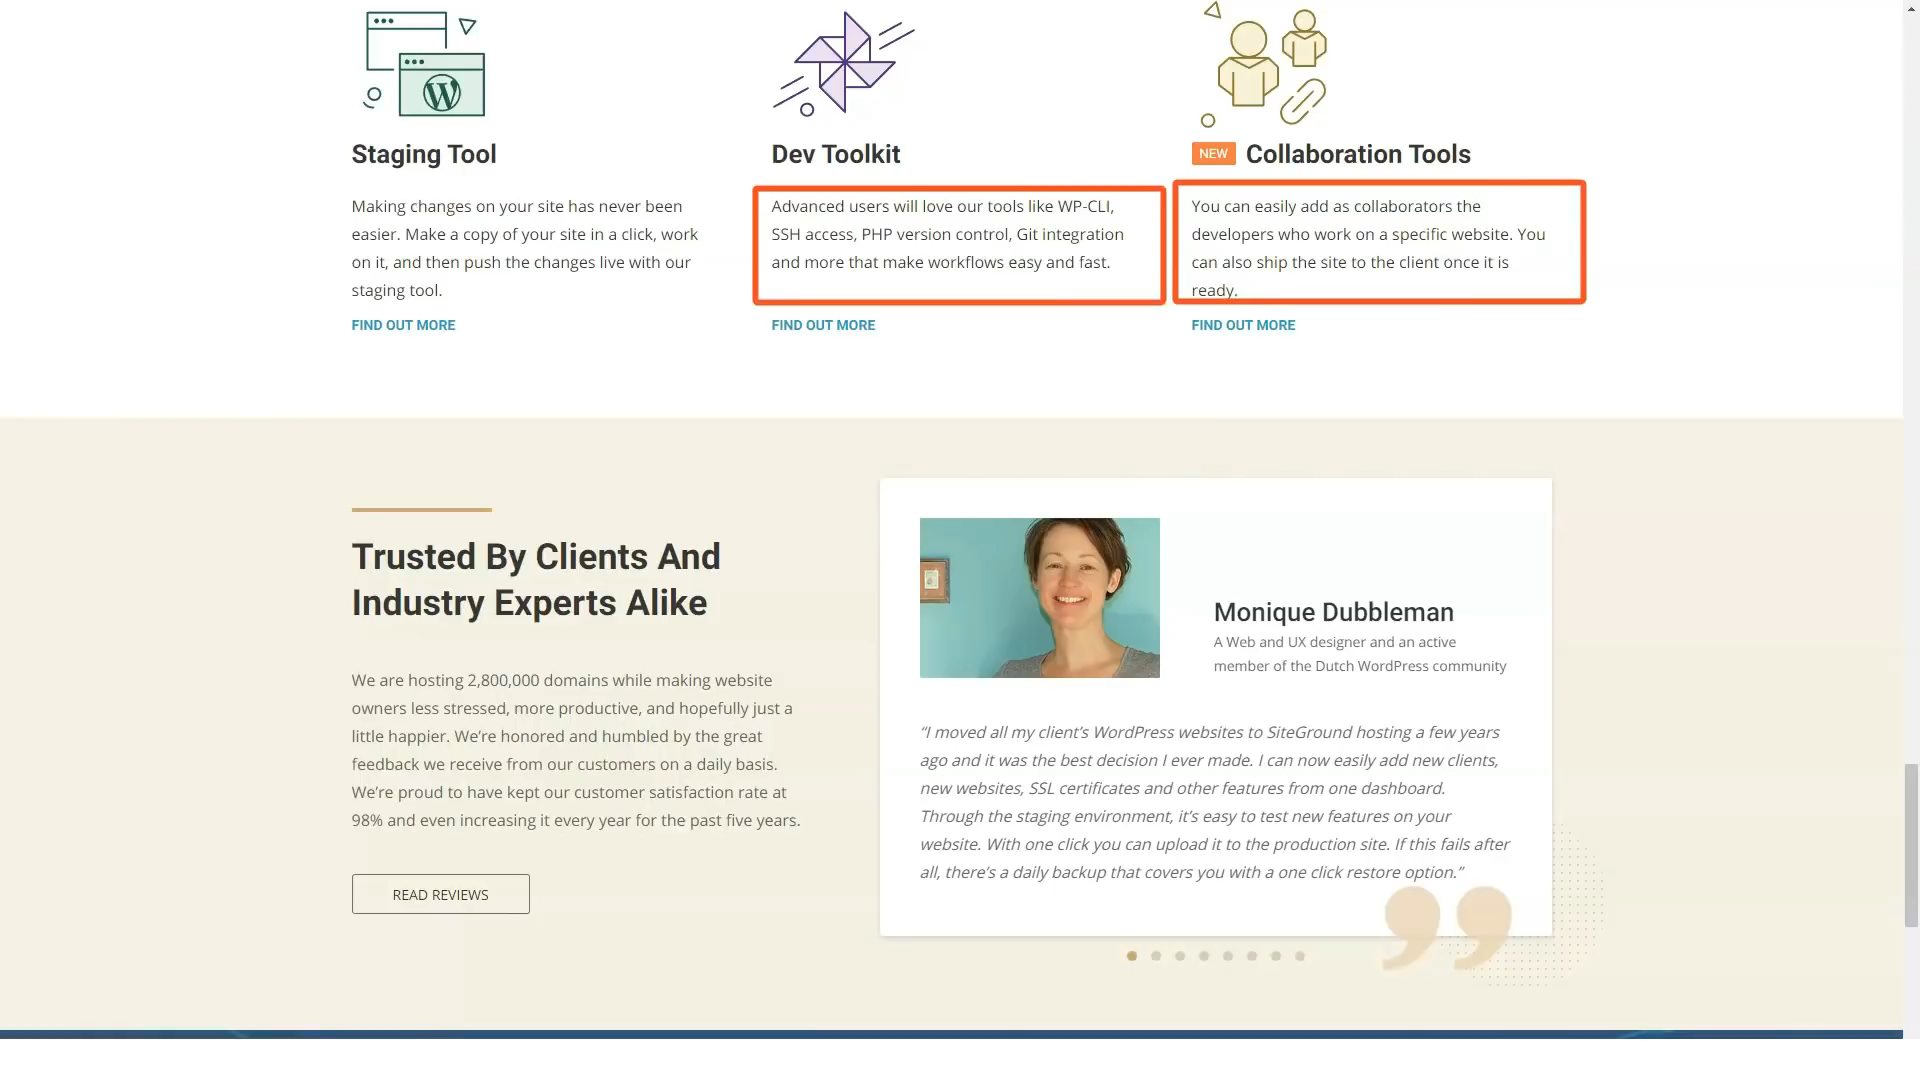 Staging Tool
Making changes on your site has never been
easier. Make a copy of your site in a click, work
on it, and then push the changes live with our
staging tool.
FIND OUT MORE
Dev Toolkit
Advanced users will love our tools like WP-CLI,
SSH access, PHP version control, Git integration
and more that make workflows easy and fast.
FIND OUT MORE
NEW Collaboration Tools
You can easily add as collaborators the
developers who work on a specific website. You
can also ship the site to the client once it is
ready.
FIND OUT MORE
Trusted By Clients And
Industry Experts Alike
We are hosting 2,800,000 domains while making website
owners less stressed, more productive, and hopefully just a
little happier. We’re honored and humbled by the great
feedback we receive from our customers on a daily basis.
We’re proud to have kept our customer satisfaction rate at
98% and even increasing it every year for the past five years.
READ REVIEWS
Monique Dubbleman
A Web and UX designer and an active
member of the Dutch WordPress community
“I moved all my client’s WordPress websites to SiteGround hosting a few years
ago and it was the best decision I ever made. I can now easily add new clients,
new websites, SSL certificates and other features from one dashboard.
Through the staging environment, it’s easy to test new features on your
website. With one click you can upload it to the production site. If this fails after
all, there’s a daily backup that covers you with a one click restore option.”